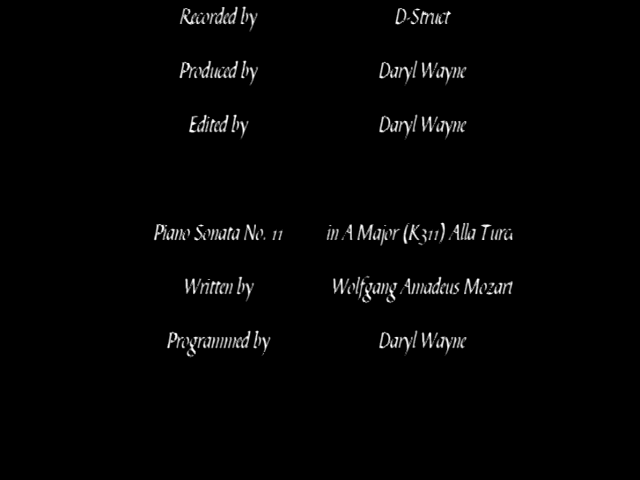 Recorded by D-Struct
Produced by Daryl Wayne
Edited by Daryl Wayne
Piano Sonata No. 11 in A Major (K311) Alla Turca
Written by Wolfgang Amadeus Mozart
Programmed by Daryl Wayne